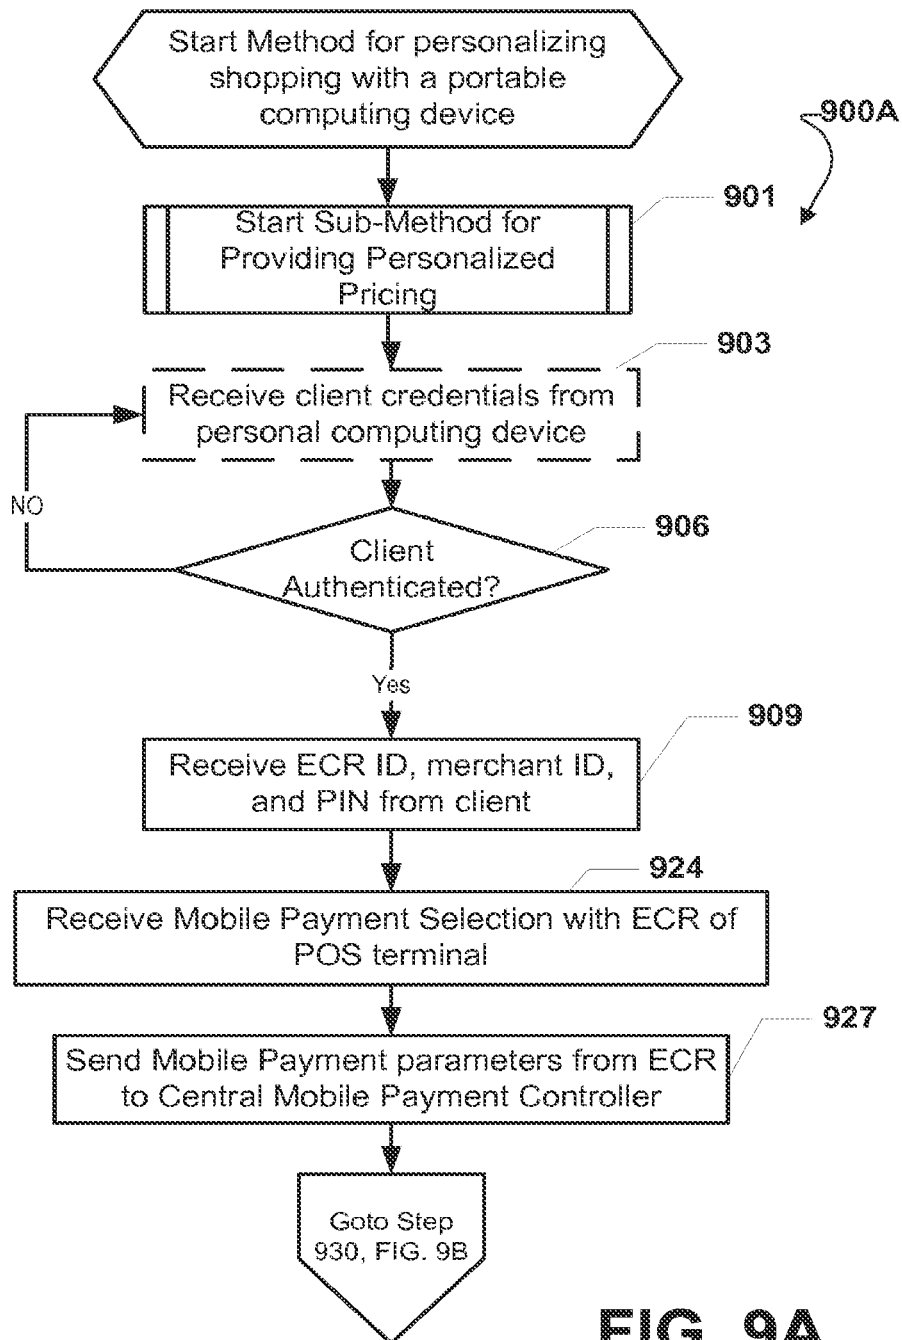 Start Method for personalizing
shopping with a portable
computing device
900A
901
Start Sub-Method for
Providing Personalized
Pricing
903
Receive client credentials from
personal computing device
NO
906
Client
Authenticated?
Yes
909
Receive ECR ID, merchant ID,
and PIN from client
924
Receive Mobile Payment Selection with ECR of
POS terminal
927
Send Mobile Payment parameters from ECR
to Central Mobile Payment Controller
Goto Step
930, FIG. 9B
FIG. 9A